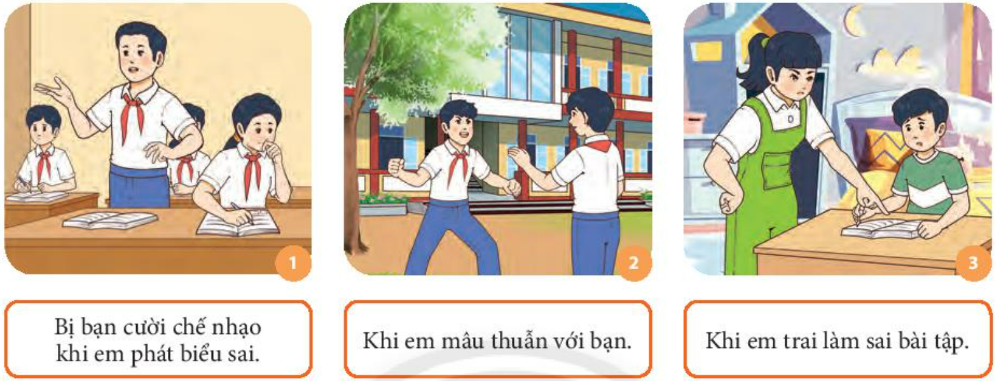 1
2
3
Bị bạn cười chế nhạo
khi em phát biểu sai.
Khi em mâu thuẫn với bạn.
Khi em trai làm sai bài tập.